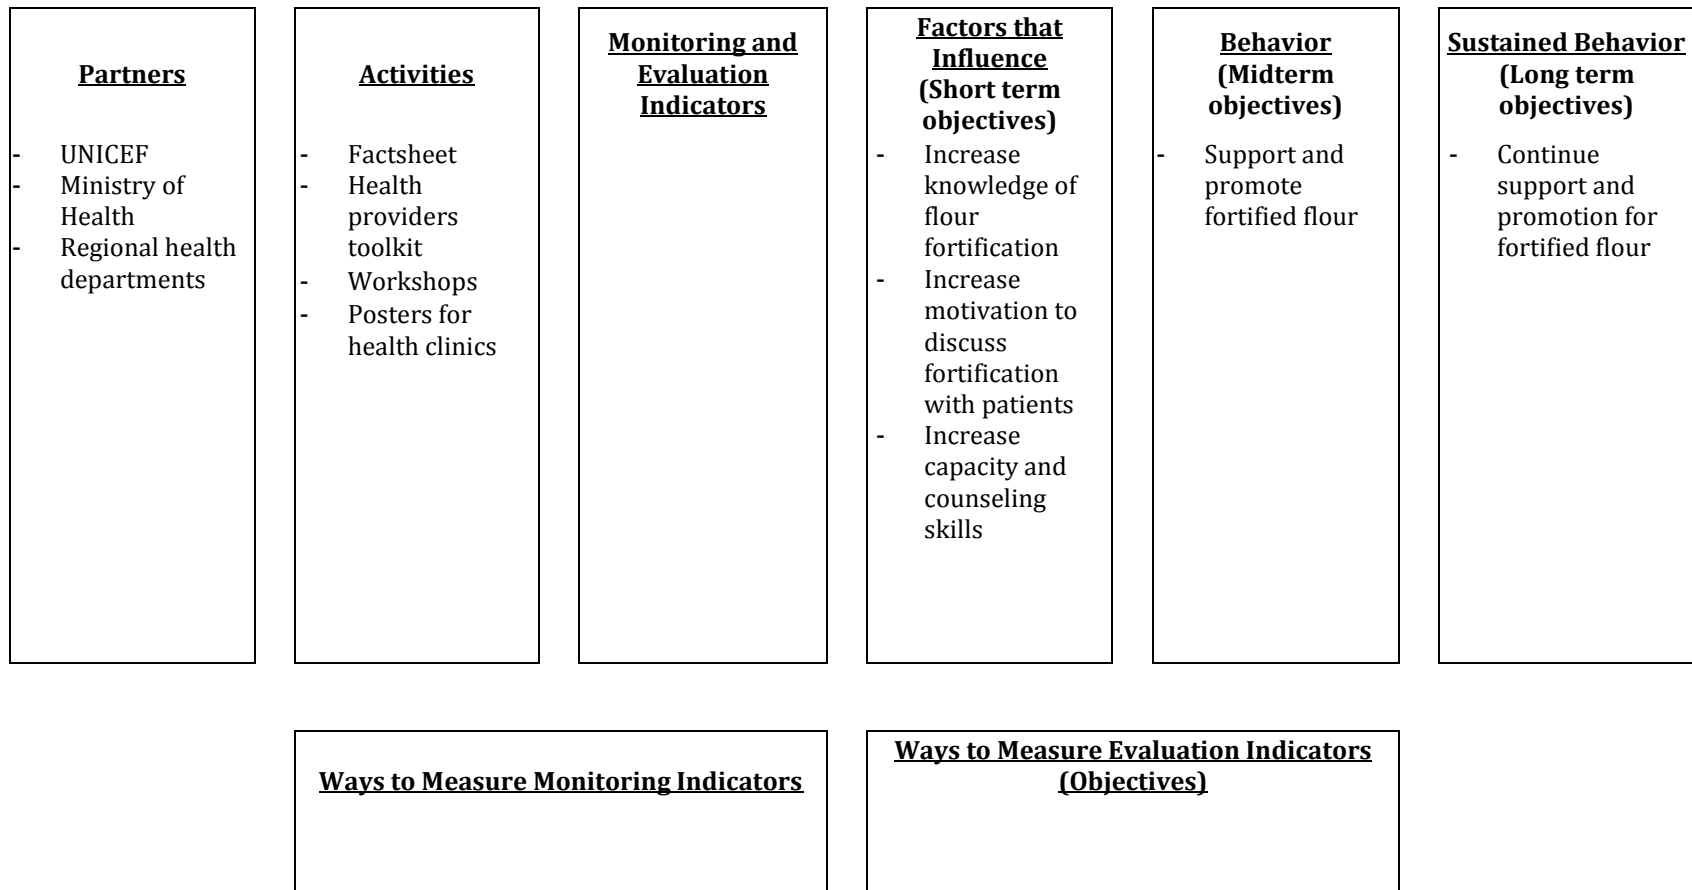 Partners
- UNICEF
- Ministry of
Health
- Regional health
departments
Activities
- Factsheet
- Health
providers
toolkit
- Workshops
- Posters for
health clinics
Monitoring and
Evaluation
Indicators
Factors that
Influence
(Short term
objectives)
- Increase
knowledge of
flour
fortification
- Increase
motivation to
discuss
fortification
with patients
- Increase
capacity and
counseling
skills
Behavior
(Midterm
objectives)
- Support and
promote
fortified flour
Sustained Behavior
(Long term
objectives)
- Continue
support and
promotion for
fortified flour
Ways to Measure Monitoring Indicators
Ways to Measure Evaluation Indicators
(Objectives)